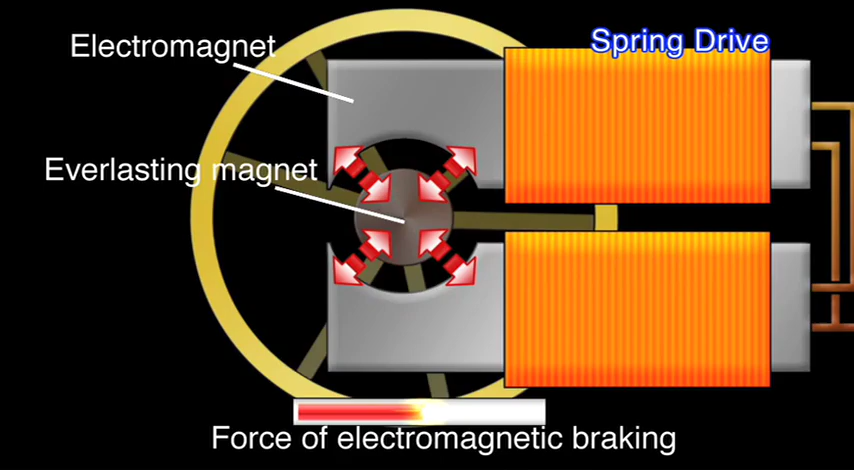 Electromagnet
Spring Drive
Everlasting magnet
Force of electromagnetic braking